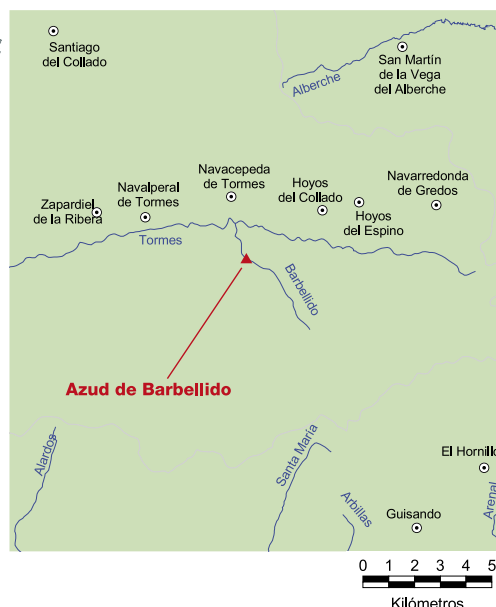 Santiago
del Collado
San Martín
de la Vega
del Alberche
Alberche
Navacepeda
de Tormes
Navarredonda
de Gredos
Navalperal
de Tormes
Hoyos
del Collado
Zapardiel
de la Ribera
Hoyos
del Espino
Tormes
Barbellido
Azud de Barbellido
Alardos
Santa María
El Hornillo
Arbillas
Arenal
Guisando
0 1 2 3 4 5
Kilómetros